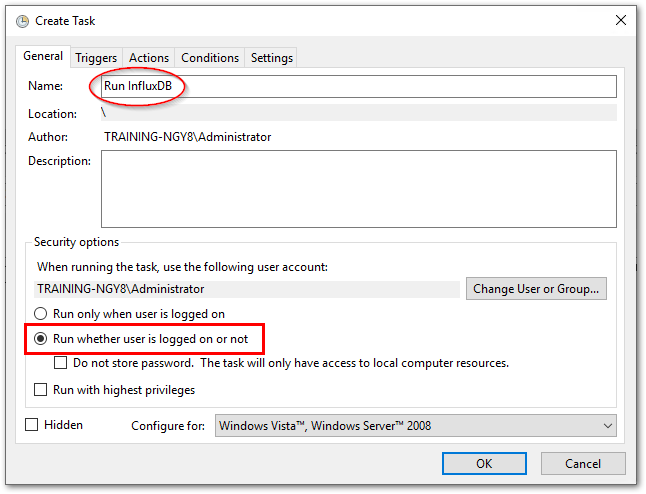 Create Task
General Triggers Actions Conditions Settings
Name: Run InfluxDB
Location: \
Author: TRAINING-NGY8\Administrator
Description:
Security options
When running the task, use the following user account:
TRAINING-NGY8\Administrator Change User or Group...
Run only when user is logged on
Run whether user is logged on or not
Do not store password. The task will only have access to local computer resources.
Run with highest privileges
Hidden Configure for: Windows Vista™, Windows Server™ 2008
OK Cancel